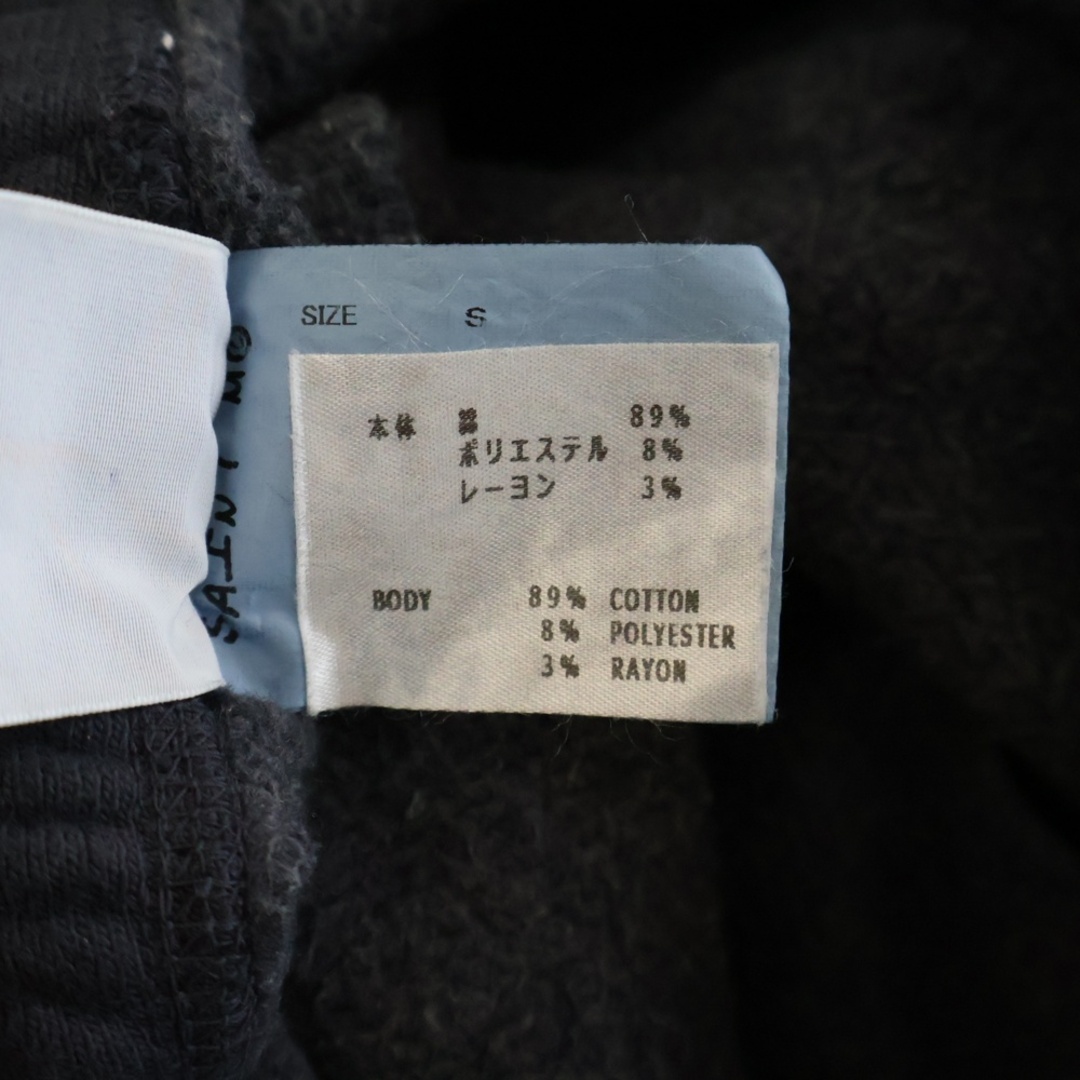 SIZE S
本体 綿 89%
ポリエステル 8%
レーヨン 3%
BODY 89% COTTON
8% POLYESTER
3% RAYON
SAINT M